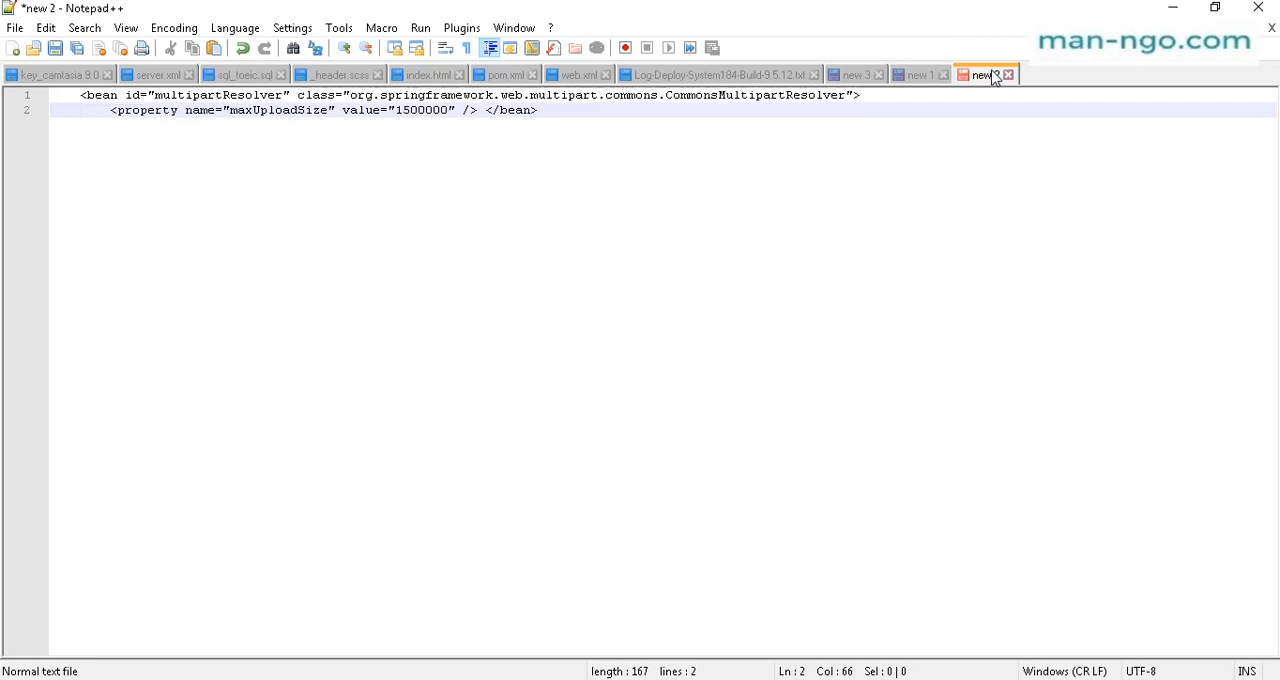 *new 2 - Notepad++
File Edit Search View Encoding Language Settings Tools Macro Run Plugins Window ? X
man-ngo.com
key_camtasia 9.0 server.xml sql_toeic.sql _header.scss index.html pom.xml web.xml Log-Deploy-System184-Build-9.5.12.txt new 3 new 1 new
1 <bean id="multipartResolver" class="org.springframework.web.multipart.commons.CommonsMultipartResolver">
2 <property name="maxUploadSize" value="1500000" /> </bean>
Normal text file length : 167 lines : 2 Ln : 2 Col : 66 Sel : 0 | 0 Windows (CR LF) UTF-8 INS